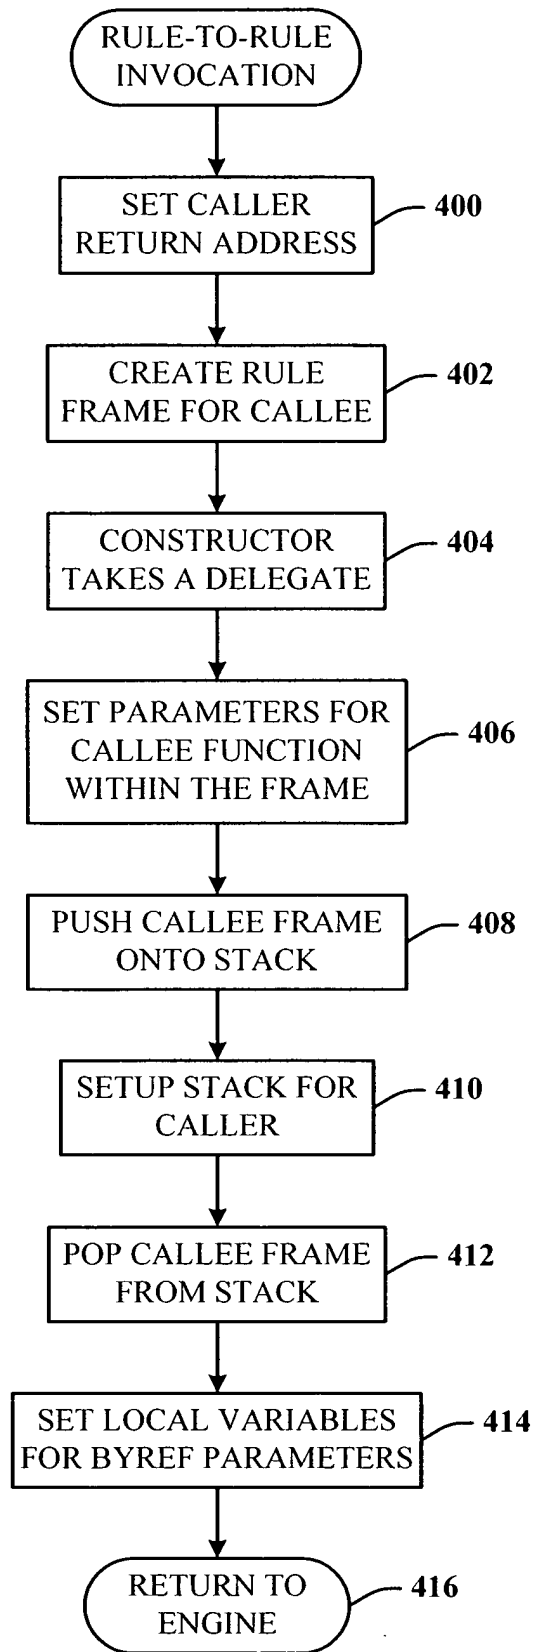 RULE-TO-RULE
INVOCATION
SET CALLER
RETURN ADDRESS
400
CREATE RULE
FRAME FOR CALLEE
402
CONSTRUCTOR
TAKES A DELEGATE
404
SET PARAMETERS FOR
CALLEE FUNCTION
WITHIN THE FRAME
406
PUSH CALLEE FRAME
ONTO STACK
408
SETUP STACK FOR
CALLER
410
POP CALLEE FRAME
FROM STACK
412
SET LOCAL VARIABLES
FOR BYREF PARAMETERS
414
RETURN TO
ENGINE
416